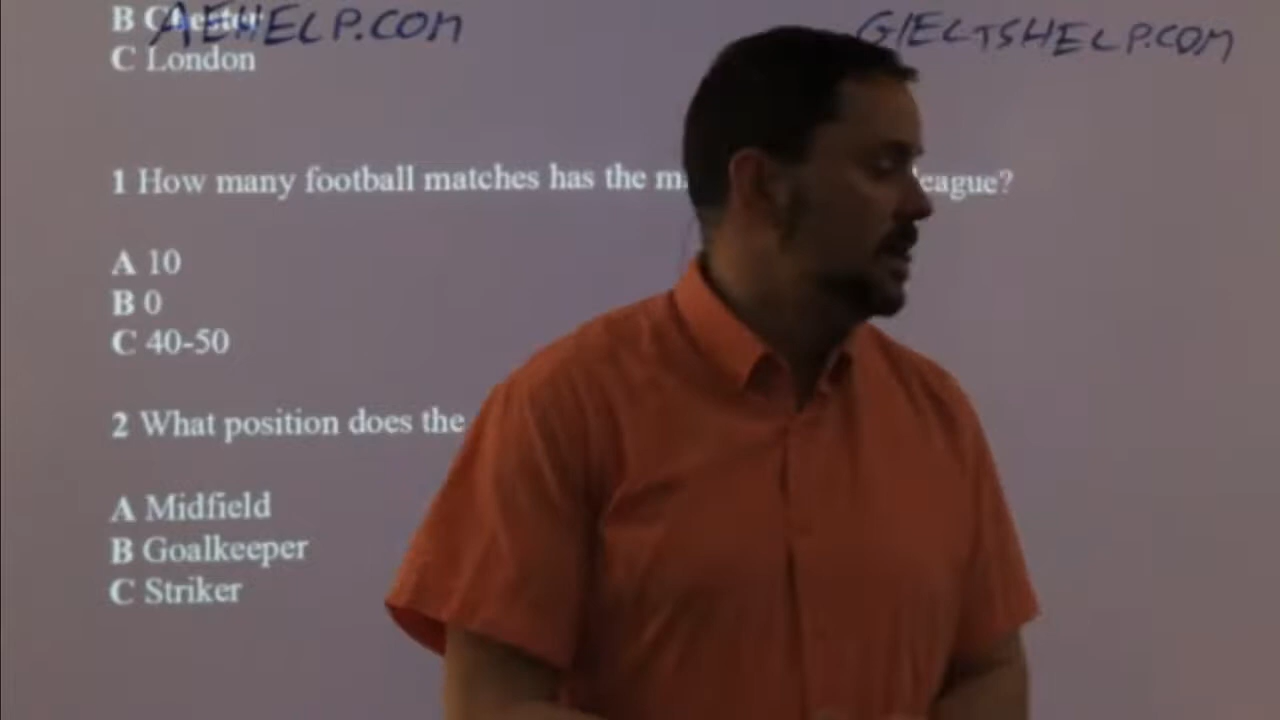 B Chester
AEHELP.COM
GIELTSHELP.COM
C London
1 How many football matches has the league?
A 10
B 0
C 40-50
2 What position does the
A Midfield
B Goalkeeper
C Striker